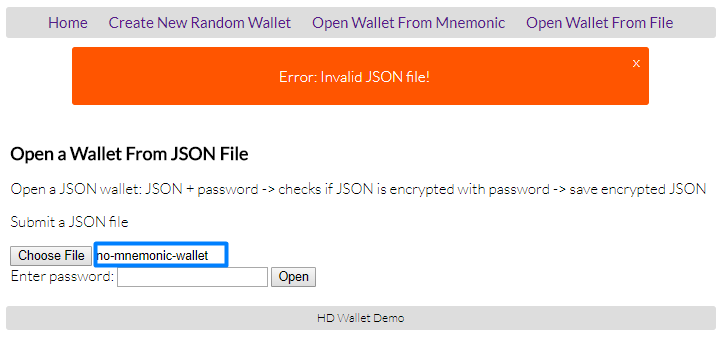 Home Create New Random Wallet Open Wallet From Mnemonic Open Wallet From File
x
Error: Invalid JSON file!
Open a Wallet From JSON File
Open a JSON wallet: JSON + password -> checks if JSON is encrypted with password -> save encrypted JSON
Submit a JSON file
Choose File no-mnemonic-wallet
Enter password: Open
HD Wallet Demo